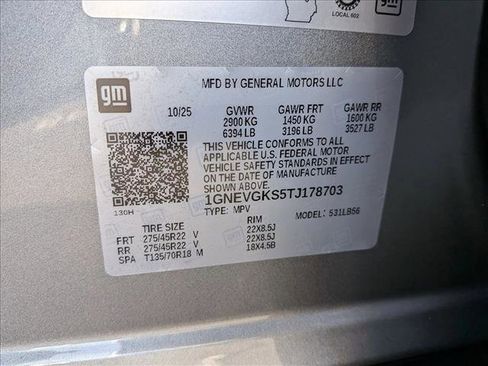 LOCAL 602
gm
gm
MFD BY GENERAL MOTORS LLC
10/25 GVWR GAWR FRT GAWR RR
2900 KG 1450 KG 1600 KG
6394 LB 3196 LB 3527 LB
THIS VEHICLE CONFORMS TO ALL
APPLICABLE U.S. FEDERAL MOTOR
VEHICLE SAFETY STANDARDS IN EFFECT
ON THE DATE OF MANUFACTURE
SHOWN ABOVE.
1GNEVGKS5TJ178703
130H TYPE: MPV MODEL: 531LB56
TIRE SIZE RIM
FRT 275/45R22 V 22X8.5J
RR 275/45R22 V 22X8.5J
SPA T135/70R18 M 18X4.5B